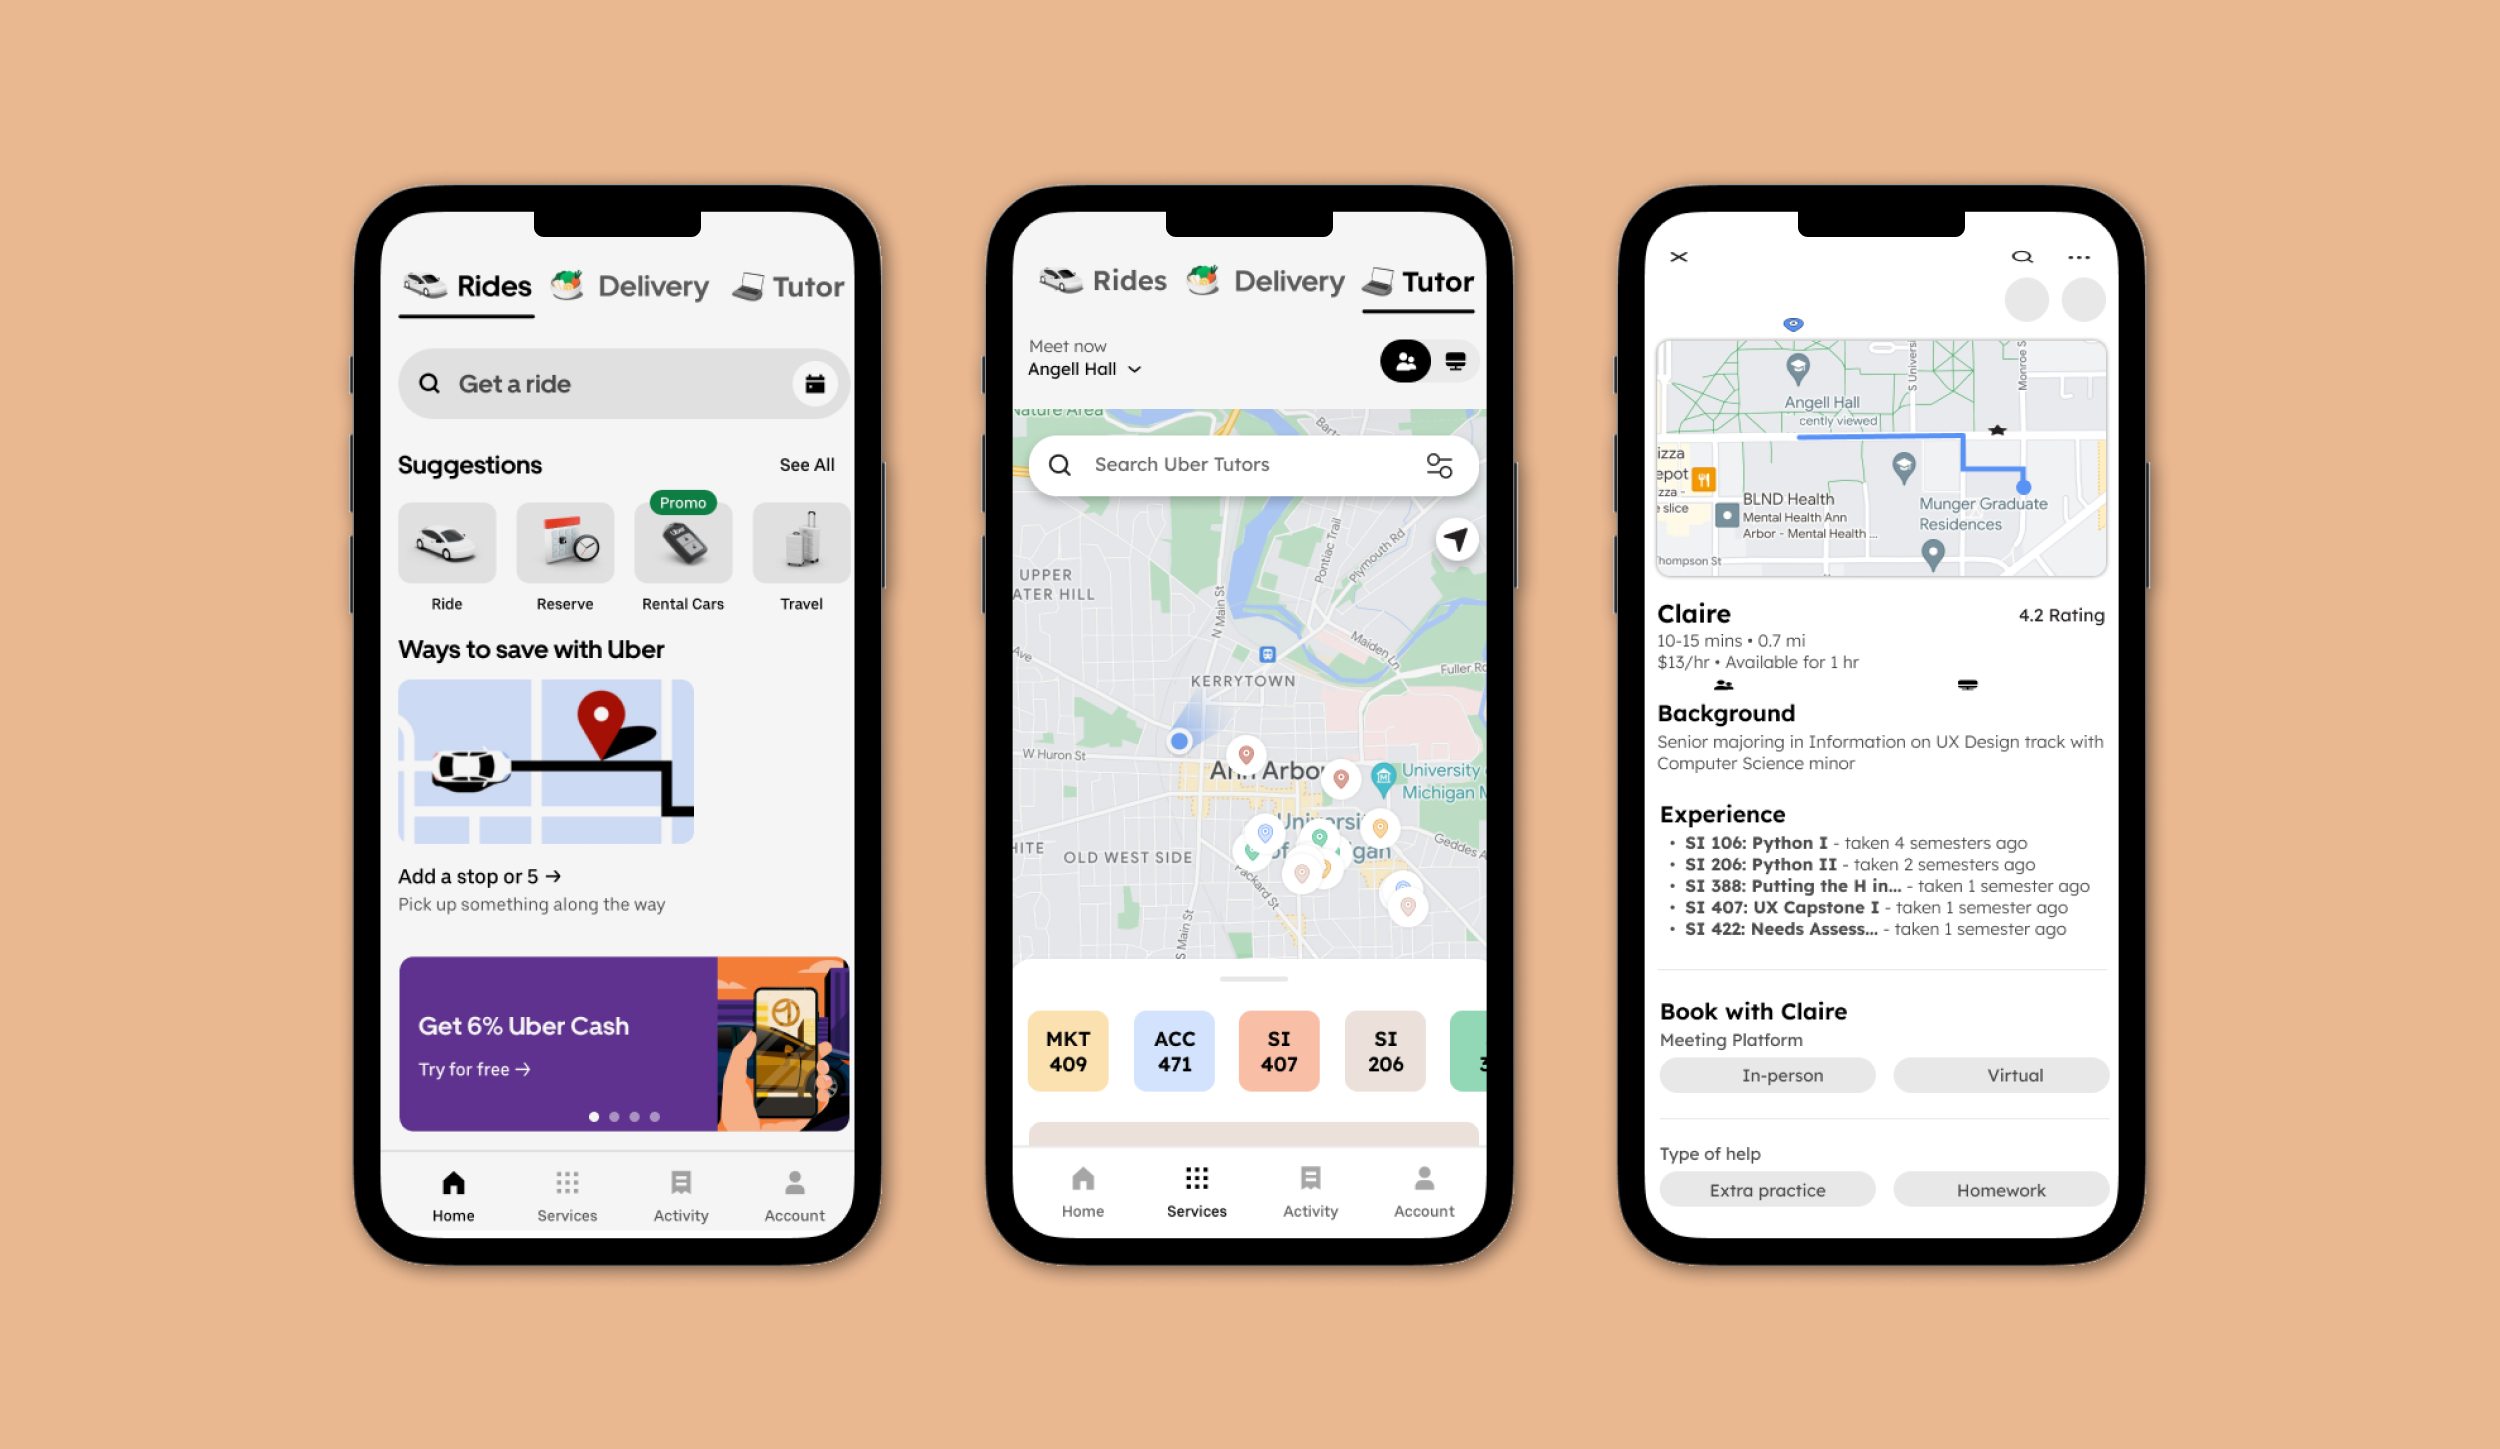 Rides
Delivery
Tutor
Get a ride
Suggestions
See All
Promo
Ride
Reserve
Rental Cars
Travel
Ways to save with Uber
Add a stop or 5 →
Pick up something along the way
Get 6% Uber Cash
Try for free →
Home
Services
Activity
Account
Rides
Delivery
Tutor
Meet now
Angell Hall
Nature Area
Search Uber Tutors
UPPER
ATER HILL
N Main St
Pontiac Trail
Plymouth Rd
Maiden Ln
Ave
Fuller Rd
KERRYTOWN
W Huron St
Ann Arbor
University
Michigan M
OLD WEST SIDE
Geddes A
Packard St
S Main St
MKT
409
ACC
471
SI
407
SI
206
Home
Services
Activity
Account
S Universi
Monroe S
Angell Hall
cently viewed
izza
epot
zza -
slice
BLND Health
Mental Health Ann
Arbor - Mental Health ...
Munger Graduate
Residences
hompson St
Claire
4.2 Rating
10-15 mins • 0.7 mi
$13/hr • Available for 1 hr
Background
Senior majoring in Information on UX Design track with
Computer Science minor
Experience
• SI 106: Python I - taken 4 semesters ago
• SI 206: Python II - taken 2 semesters ago
• SI 388: Putting the H in... - taken 1 semester ago
• SI 407: UX Capstone I - taken 1 semester ago
• SI 422: Needs Assess... - taken 1 semester ago
Book with Claire
Meeting Platform
In-person
Virtual
Type of help
Extra practice
Homework